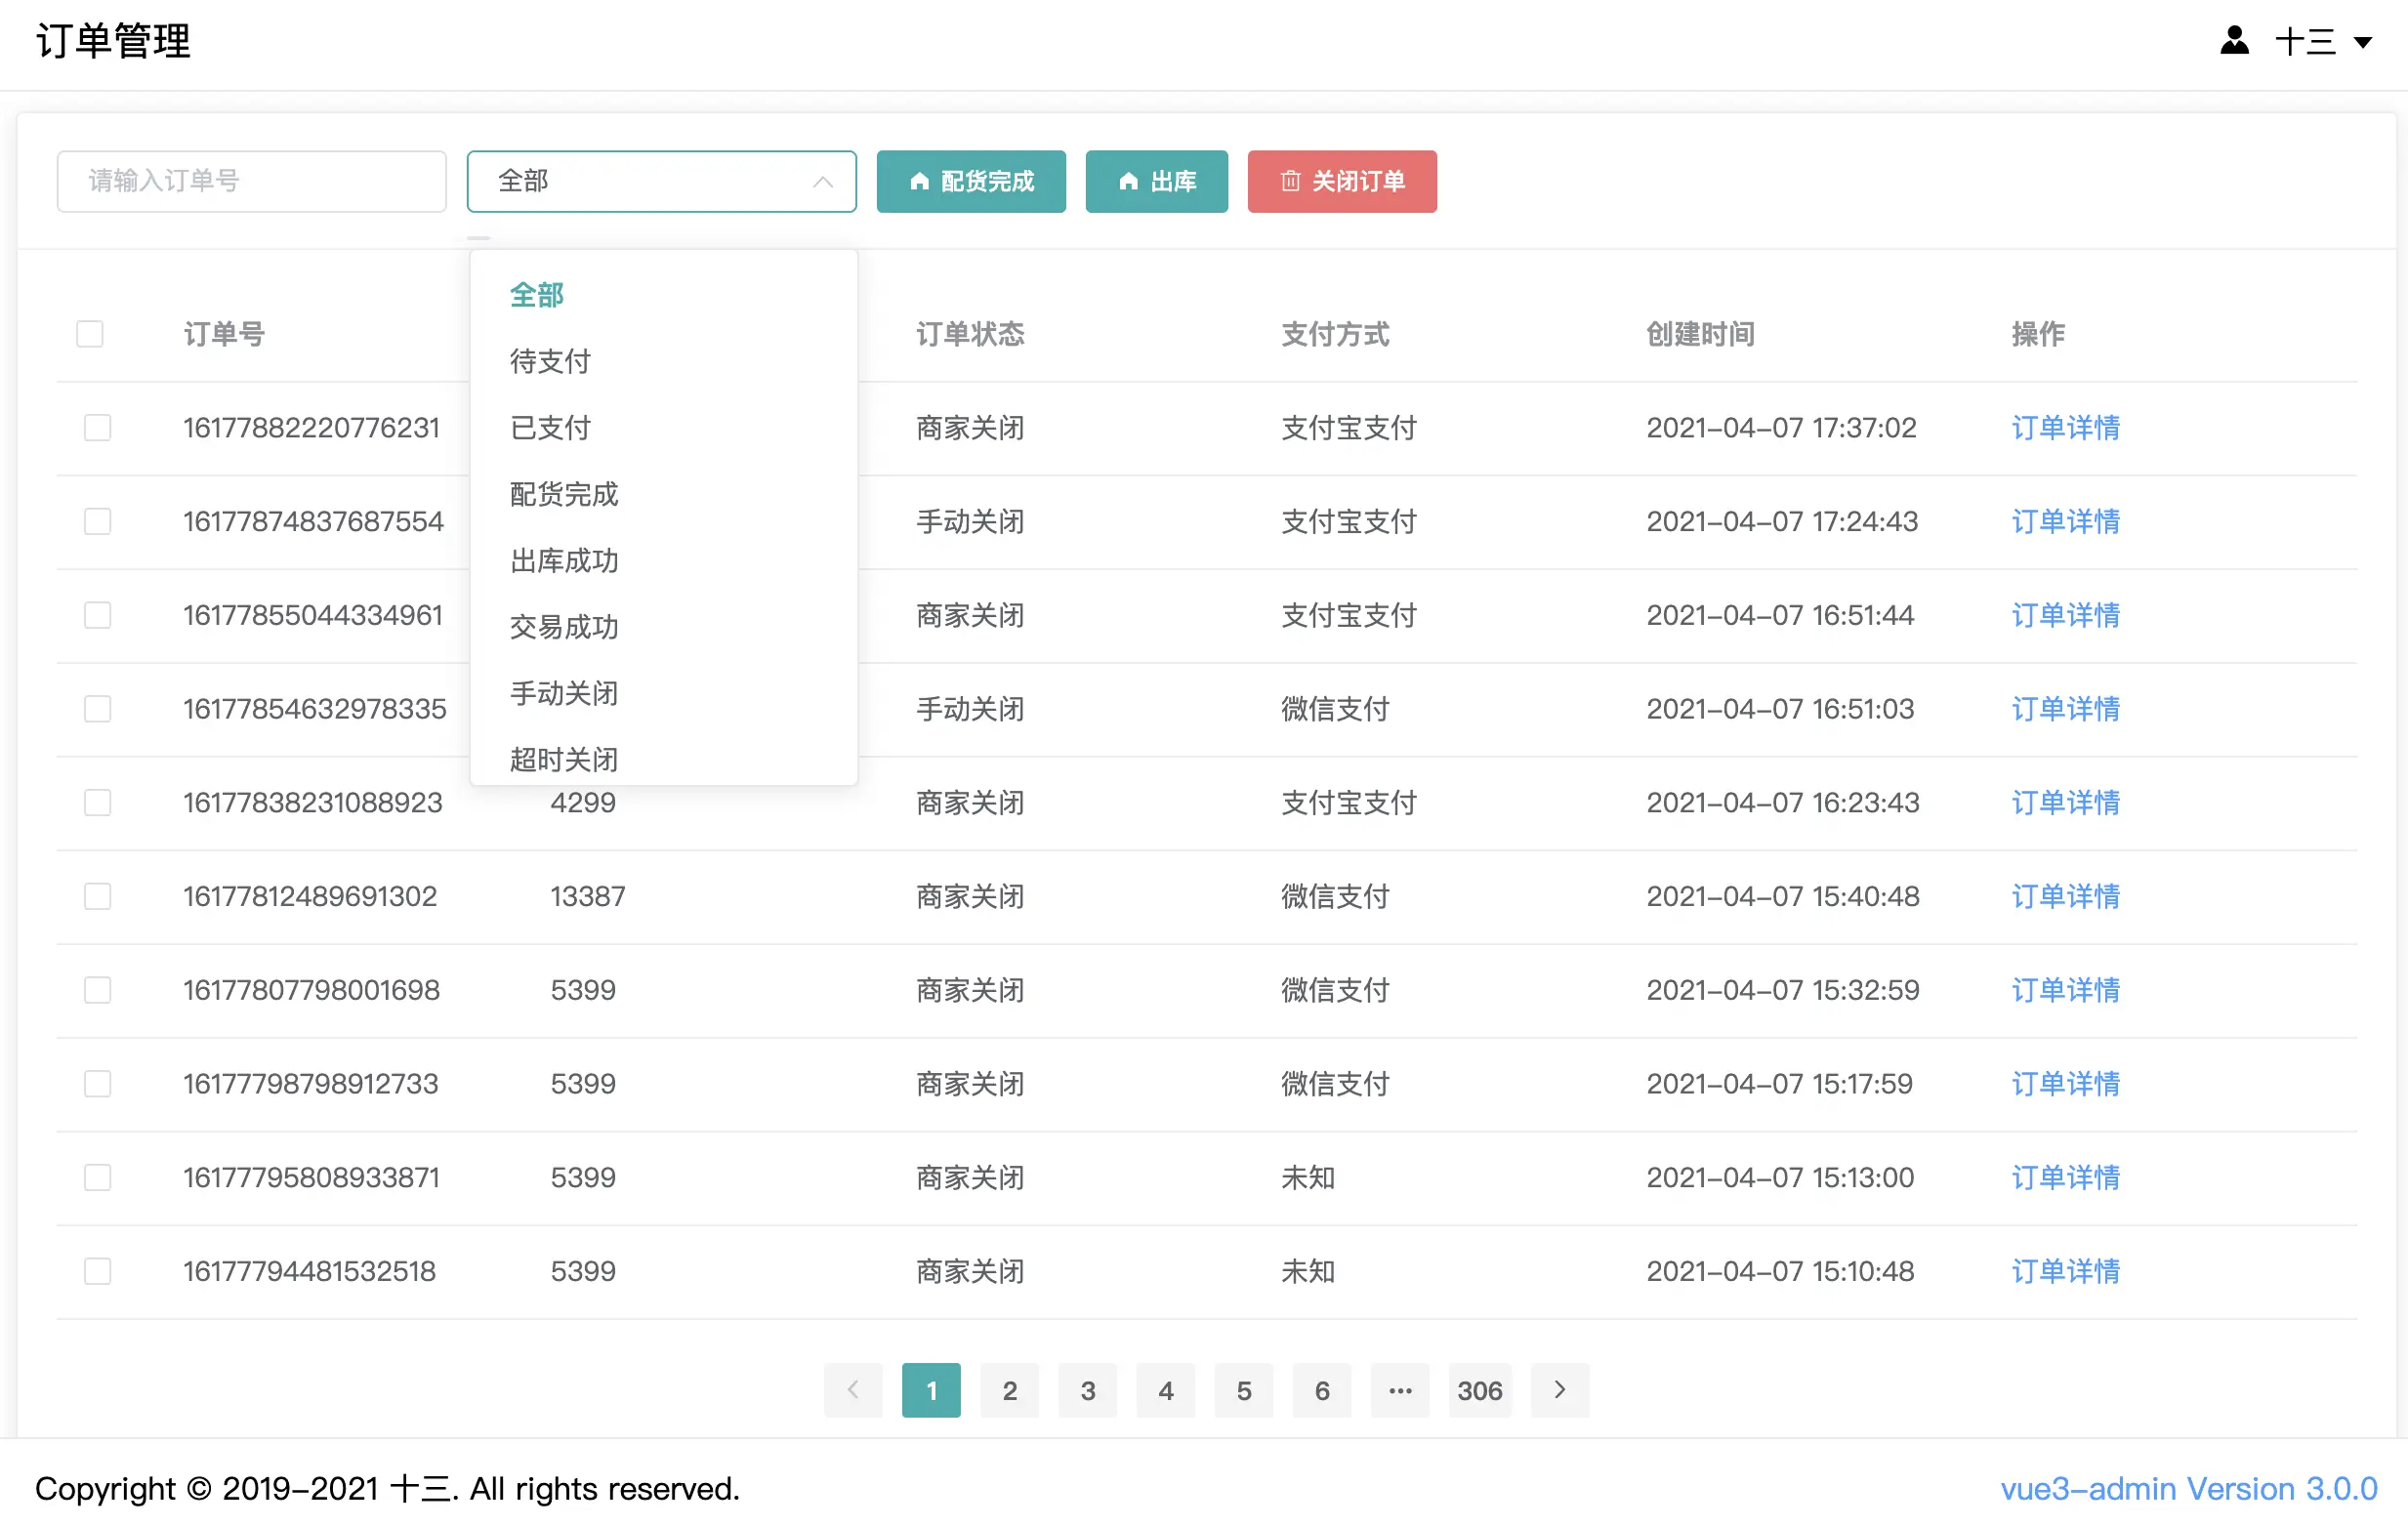 订单管理
十三
请输入订单号 全部 配货完成 出库 关闭订单
全部
待支付
已支付
配货完成
出库成功
交易成功
手动关闭
超时关闭
订单号 订单状态 支付方式 创建时间 操作
16177882220776231 商家关闭 支付宝支付 2021-04-07 17:37:02 订单详情
16177874837687554 手动关闭 支付宝支付 2021-04-07 17:24:43 订单详情
16177855044334961 商家关闭 支付宝支付 2021-04-07 16:51:44 订单详情
16177854632978335 手动关闭 微信支付 2021-04-07 16:51:03 订单详情
16177838231088923 4299 商家关闭 支付宝支付 2021-04-07 16:23:43 订单详情
16177812489691302 13387 商家关闭 微信支付 2021-04-07 15:40:48 订单详情
16177807798001698 5399 商家关闭 微信支付 2021-04-07 15:32:59 订单详情
16177798798912733 5399 商家关闭 微信支付 2021-04-07 15:17:59 订单详情
16177795808933871 5399 商家关闭 未知 2021-04-07 15:13:00 订单详情
16177794481532518 5399 商家关闭 未知 2021-04-07 15:10:48 订单详情
1 2 3 4 5 6 ••• 306
Copyright © 2019-2021 十三. All rights reserved. vue3-admin Version 3.0.0